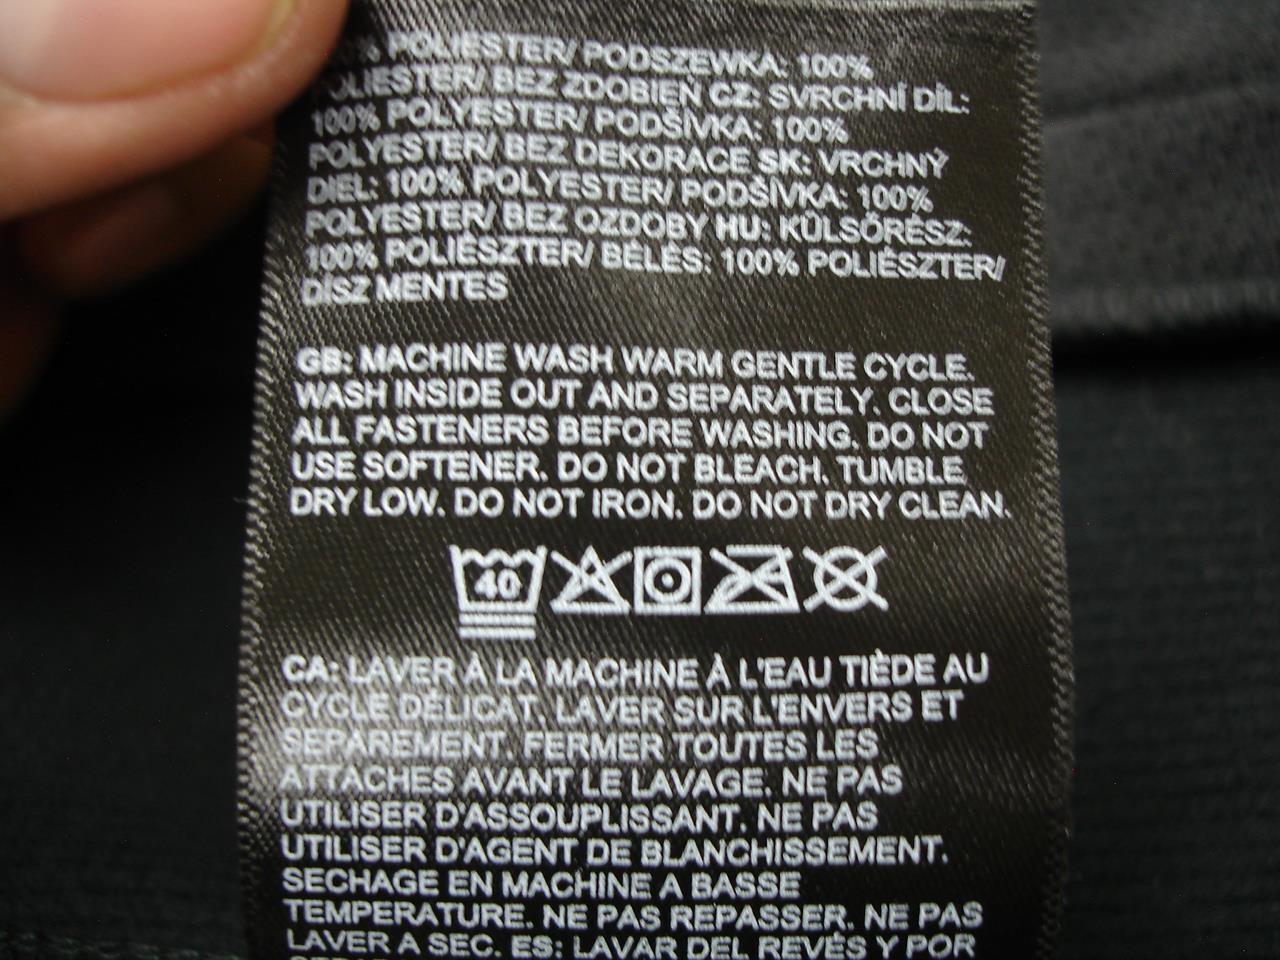 % POLIESTER/ PODSZEWKA: 100%
POLIESTER/ BEZ ZDOBIEŃ CZ: SVRCHNÍ DÍL:
100% POLYESTER/ PODŠÍVKA: 100%
POLYESTER/ BEZ DEKORACE SK: VRCHNÝ
DIEL: 100% POLYESTER/ PODŠÍVKA: 100%
POLYESTER/ BEZ OZDOBY HU: KÜLSŐRÉSZ:
100% POLIÉSZTER/ BÉLÉS: 100% POLIÉSZTER/
DÍSZ MENTES
GB: MACHINE WASH WARM GENTLE CYCLE.
WASH INSIDE OUT AND SEPARATELY. CLOSE
ALL FASTENERS BEFORE WASHING. DO NOT
USE SOFTENER. DO NOT BLEACH. TUMBLE
DRY LOW. DO NOT IRON. DO NOT DRY CLEAN.
40
CA: LAVER À LA MACHINE À L'EAU TIÈDE AU
CYCLE DÉLICAT. LAVER SUR L'ENVERS ET
SEPAREMENT. FERMER TOUTES LES
ATTACHES AVANT LE LAVAGE. NE PAS
UTILISER D'ASSOUPLISSANT. NE PAS
UTILISER D'AGENT DE BLANCHISSEMENT.
SECHAGE EN MACHINE A BASSE
TEMPERATURE. NE PAS REPASSER. NE PAS
LAVER A SEC. ES: LAVAR DEL REVÉS Y POR